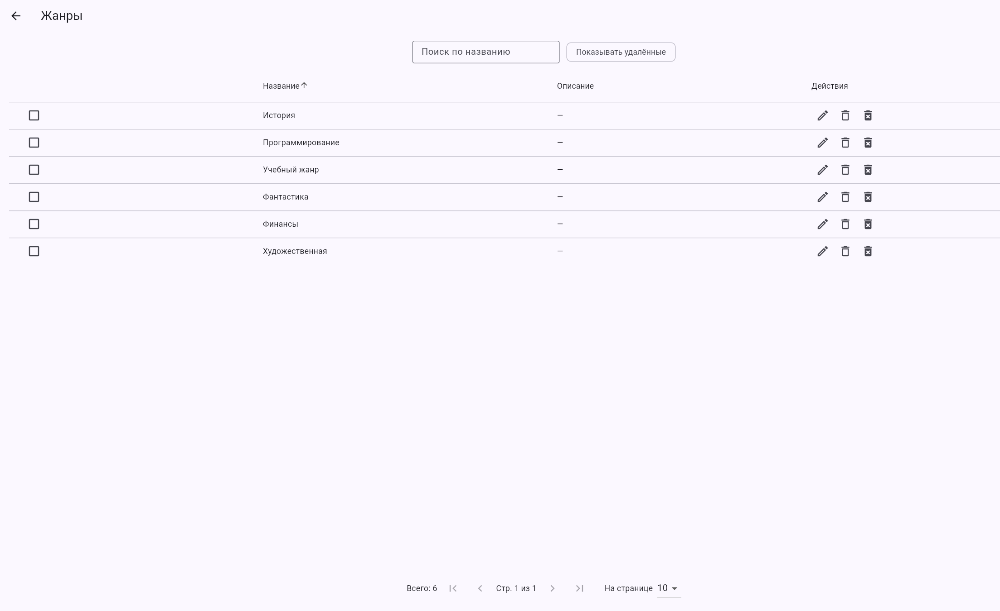 Жанры
Поиск по названию
Показывать удалённые
Название Описание Действия
История —
Программирование —
Учебный жанр —
Фантастика —
Финансы —
Художественная —
Всего: 6 Стр. 1 из 1 На странице 10